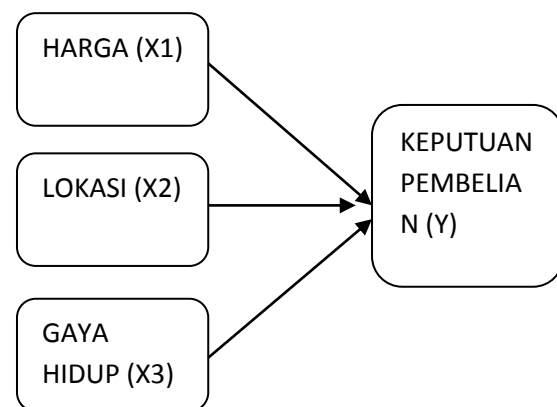 HARGA (X1)
LOKASI (X2)
GAYA
HIDUP (X3)
KEPUTUAN
PEMBELIA
N (Y)